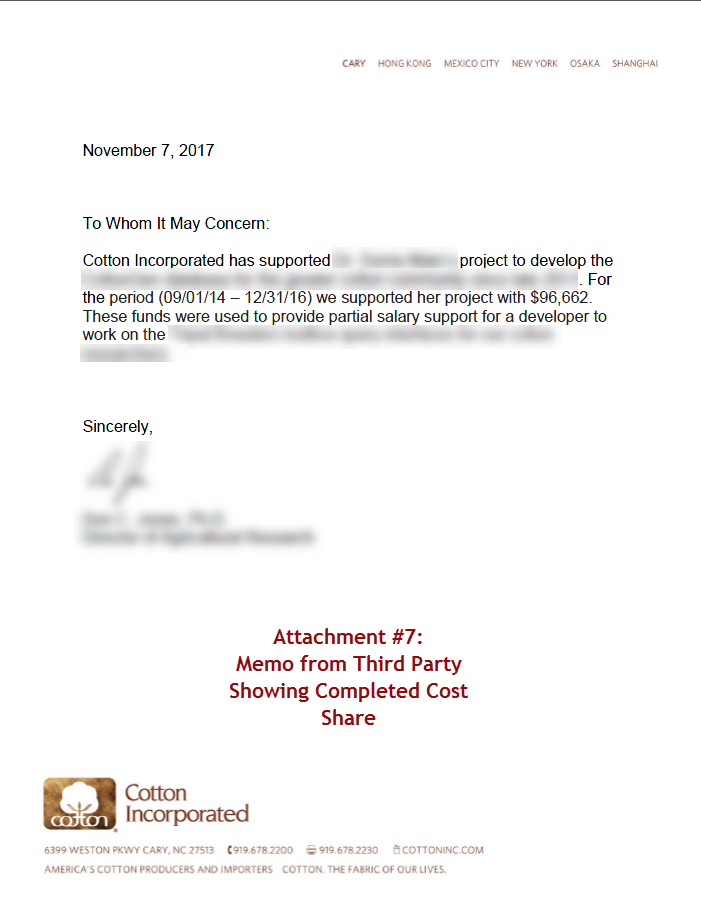 CARY HONG KONG MEXICO CITY NEW YORK OSAKA SHANGHAI
November 7, 2017
To Whom It May Concern:
Cotton Incorporated has supported project to develop the
. For
the period (09/01/14 – 12/31/16) we supported her project with $96,662.
These funds were used to provide partial salary support for a developer to
work on the
Sincerely,
Attachment #7:
Memo from Third Party
Showing Completed Cost
Share
cotton
Cotton
Incorporated
6399 WESTON PKWY CARY, NC 27513 919.678.2200 919.678.2230 COTTONINC.COM
AMERICA'S COTTON PRODUCERS AND IMPORTERS COTTON. THE FABRIC OF OUR LIVES.